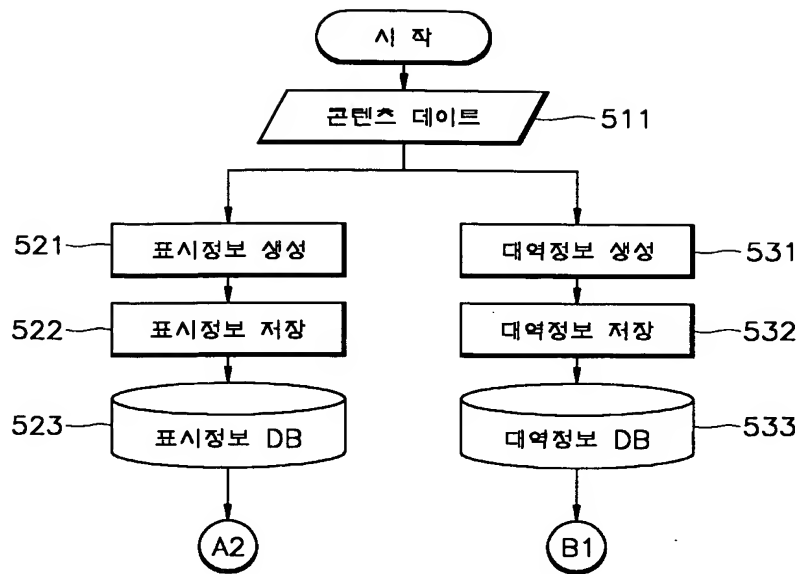 시 작
콘텐츠 데이트
511
521
표시정보 생성
대역정보 생성
531
522
표시정보 저장
대역정보 저장
532
523
표시정보 DB
대역정보 DB
533
A2
B1